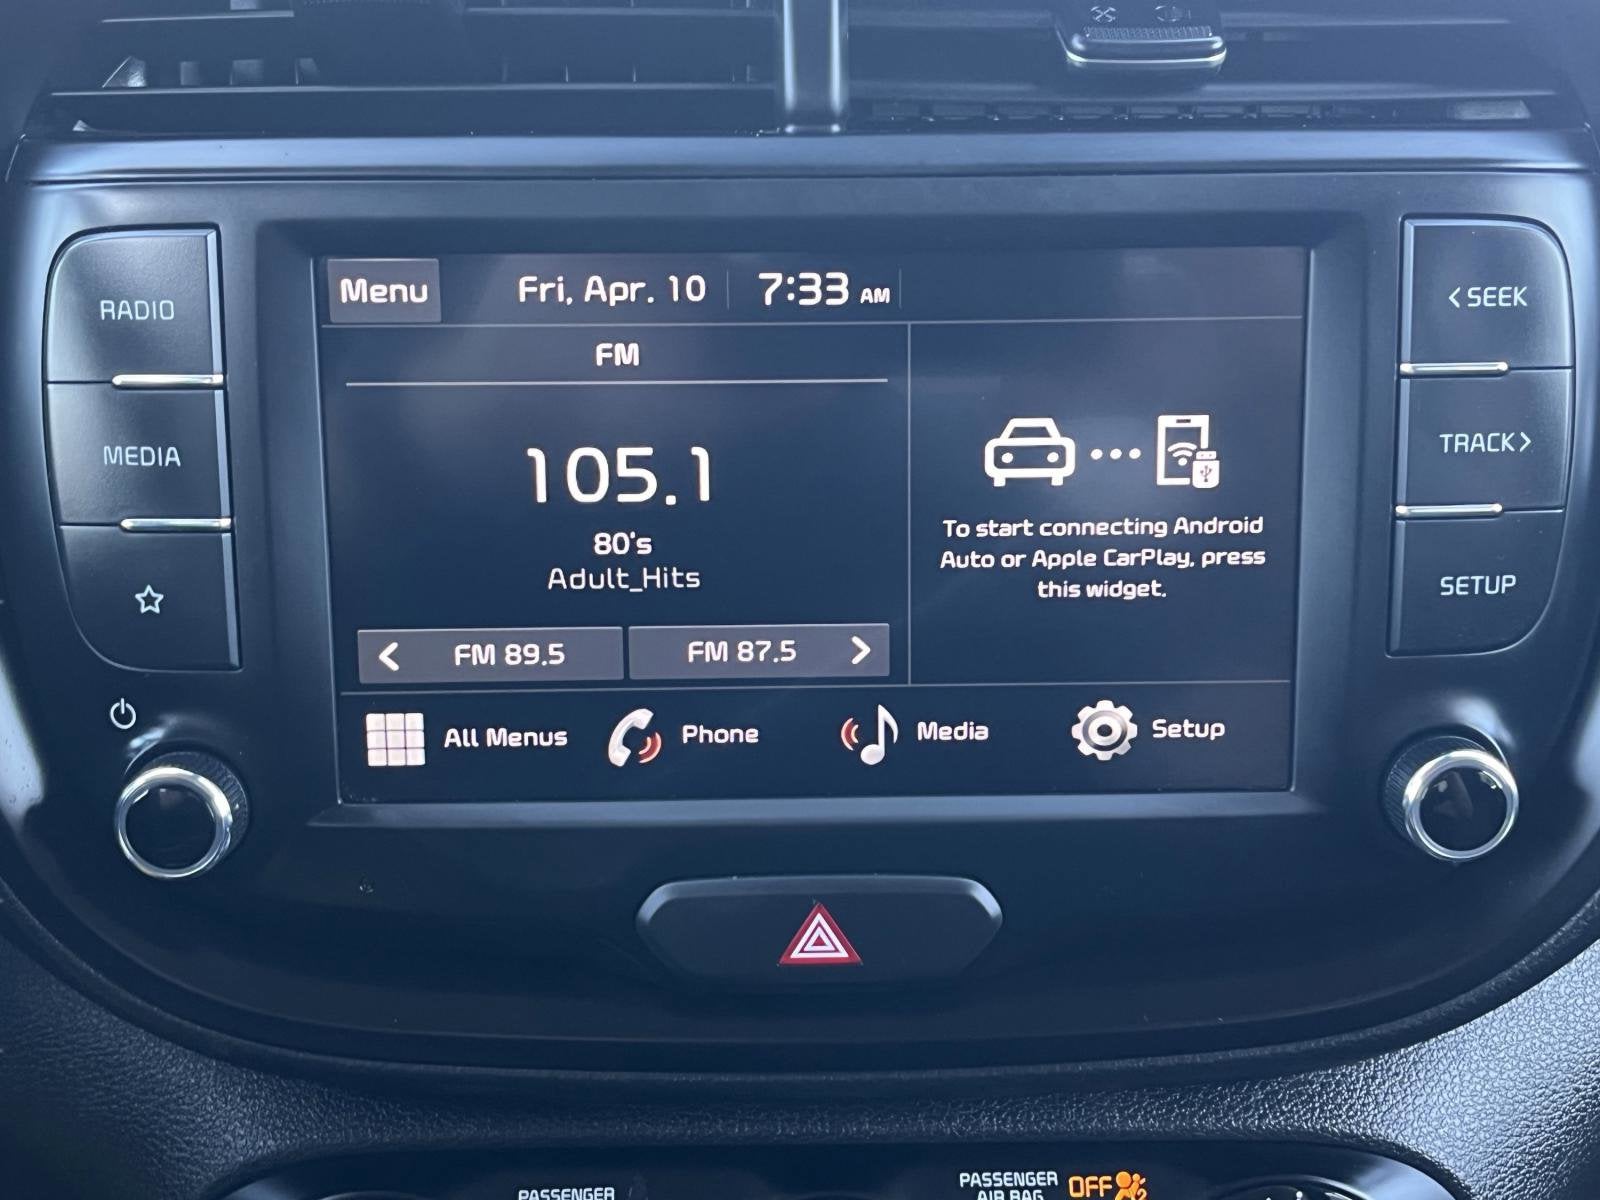 Menu Fri, Apr. 10 7:33 AM
RADIO
MEDIA
FM
105.1
80's
Adult_Hits
FM 89.5 FM 87.5
To start connecting Android
Auto or Apple CarPlay, press
this widget.
All Menus Phone Media Setup
< SEEK
TRACK >
SETUP
PASSENGER
PASSENGER
AIR BAG OFF